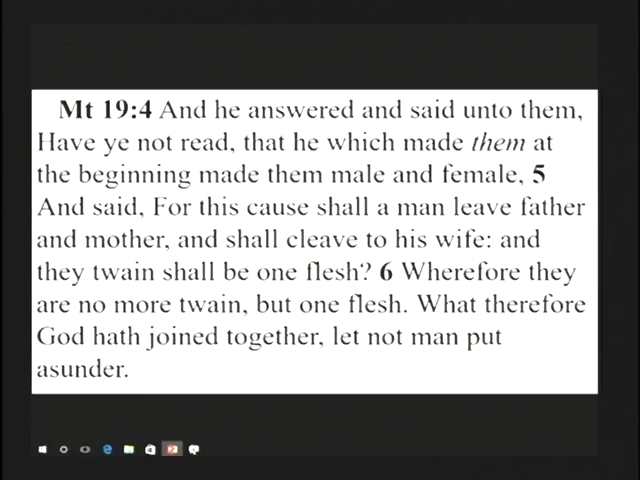 Mt 19:4 And he answered and said unto them,
Have ye not read, that he which made them at
the beginning made them male and female, 5
And said, For this cause shall a man leave father
and mother, and shall cleave to his wife: and
they twain shall be one flesh? 6 Wherefore they
are no more twain, but one flesh. What therefore
God hath joined together, let not man put
asunder.